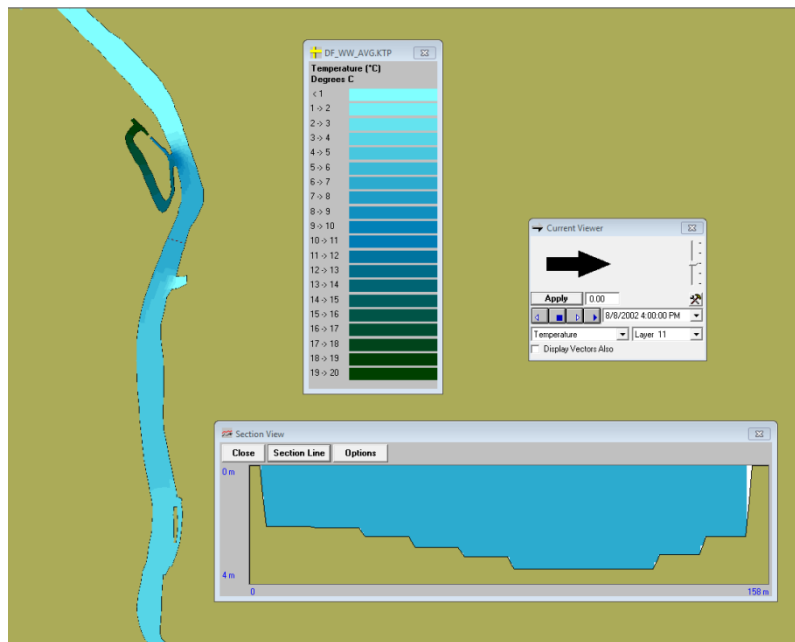 DF_WW_AVG.KTP
Temperature (°C)
Degrees C
< 1
1 -> 2
2 -> 3
3 -> 4
4 -> 5
5 -> 6
6 -> 7
7 -> 8
8 -> 9
9 -> 10
10 -> 11
11 -> 12
12 -> 13
13 -> 14
14 -> 15
15 -> 16
16 -> 17
17 -> 18
18 -> 19
19 -> 20
Current Viewer
Apply 0.00
8/8/2002 4:00:00 PM
Temperature Layer 11
Display Vectors Also
Section View
Close Section Line Options
0 m
4 m
0 158 m